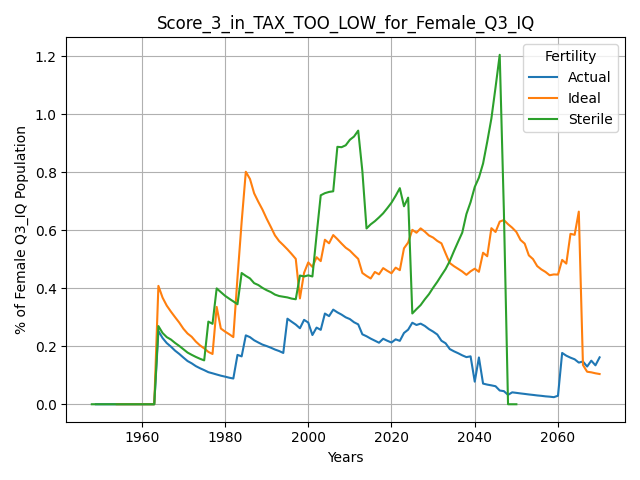 Score_3_in_TAX_TOO_LOW_for_Female_Q3_IQ
% of Female Q3_IQ Population
1.2
1.0
0.8
0.6
0.4
0.2
0.0
Fertility
Actual
Ideal
Sterile
1960
1980
2000
2020
2040
2060
Years